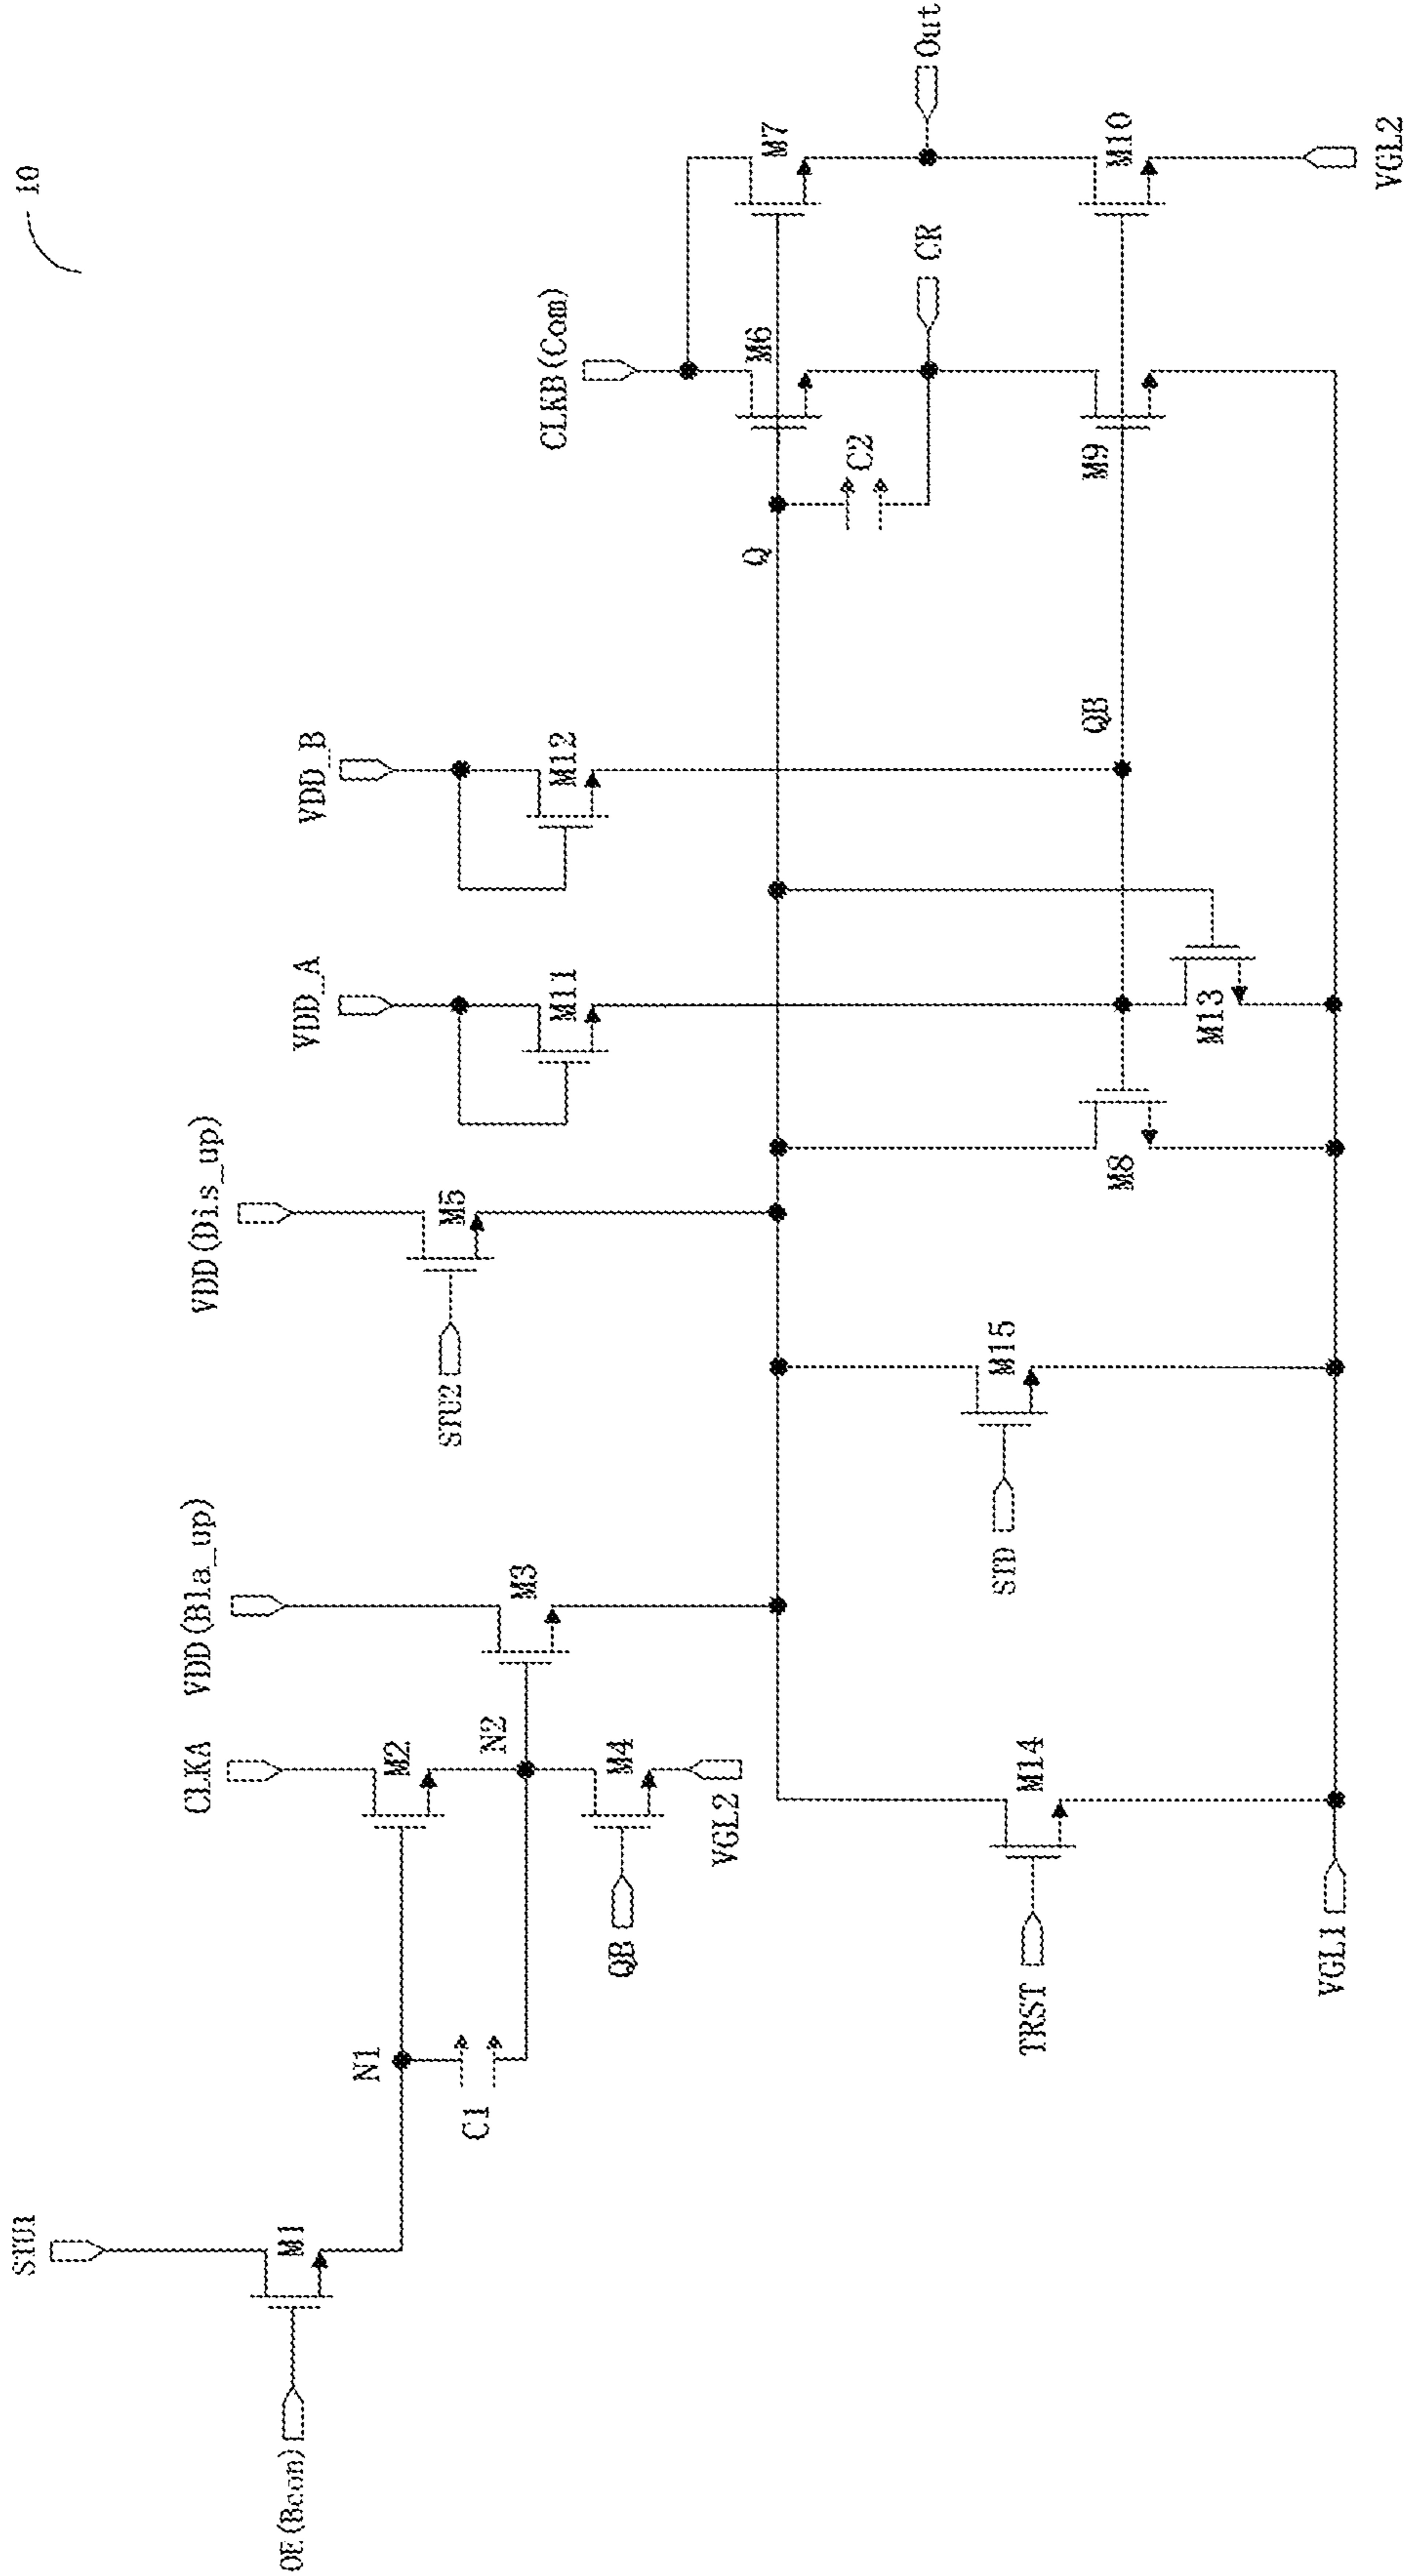 10
STU1
OE(Bcon)
M1
N1
C1
CLKA
M2
N2
QB
M4
VGL2
VDD(Bla_up)
M3
STU2
VDD(Dis_up)
M5
VDD_A
M11
VDD_B
M12
CLKB(Com)
M6
M7
Q
C2
CR
Out
TRST
M14
STD
M15
M8
M13
QB
M9
M10
VGL1
VGL2